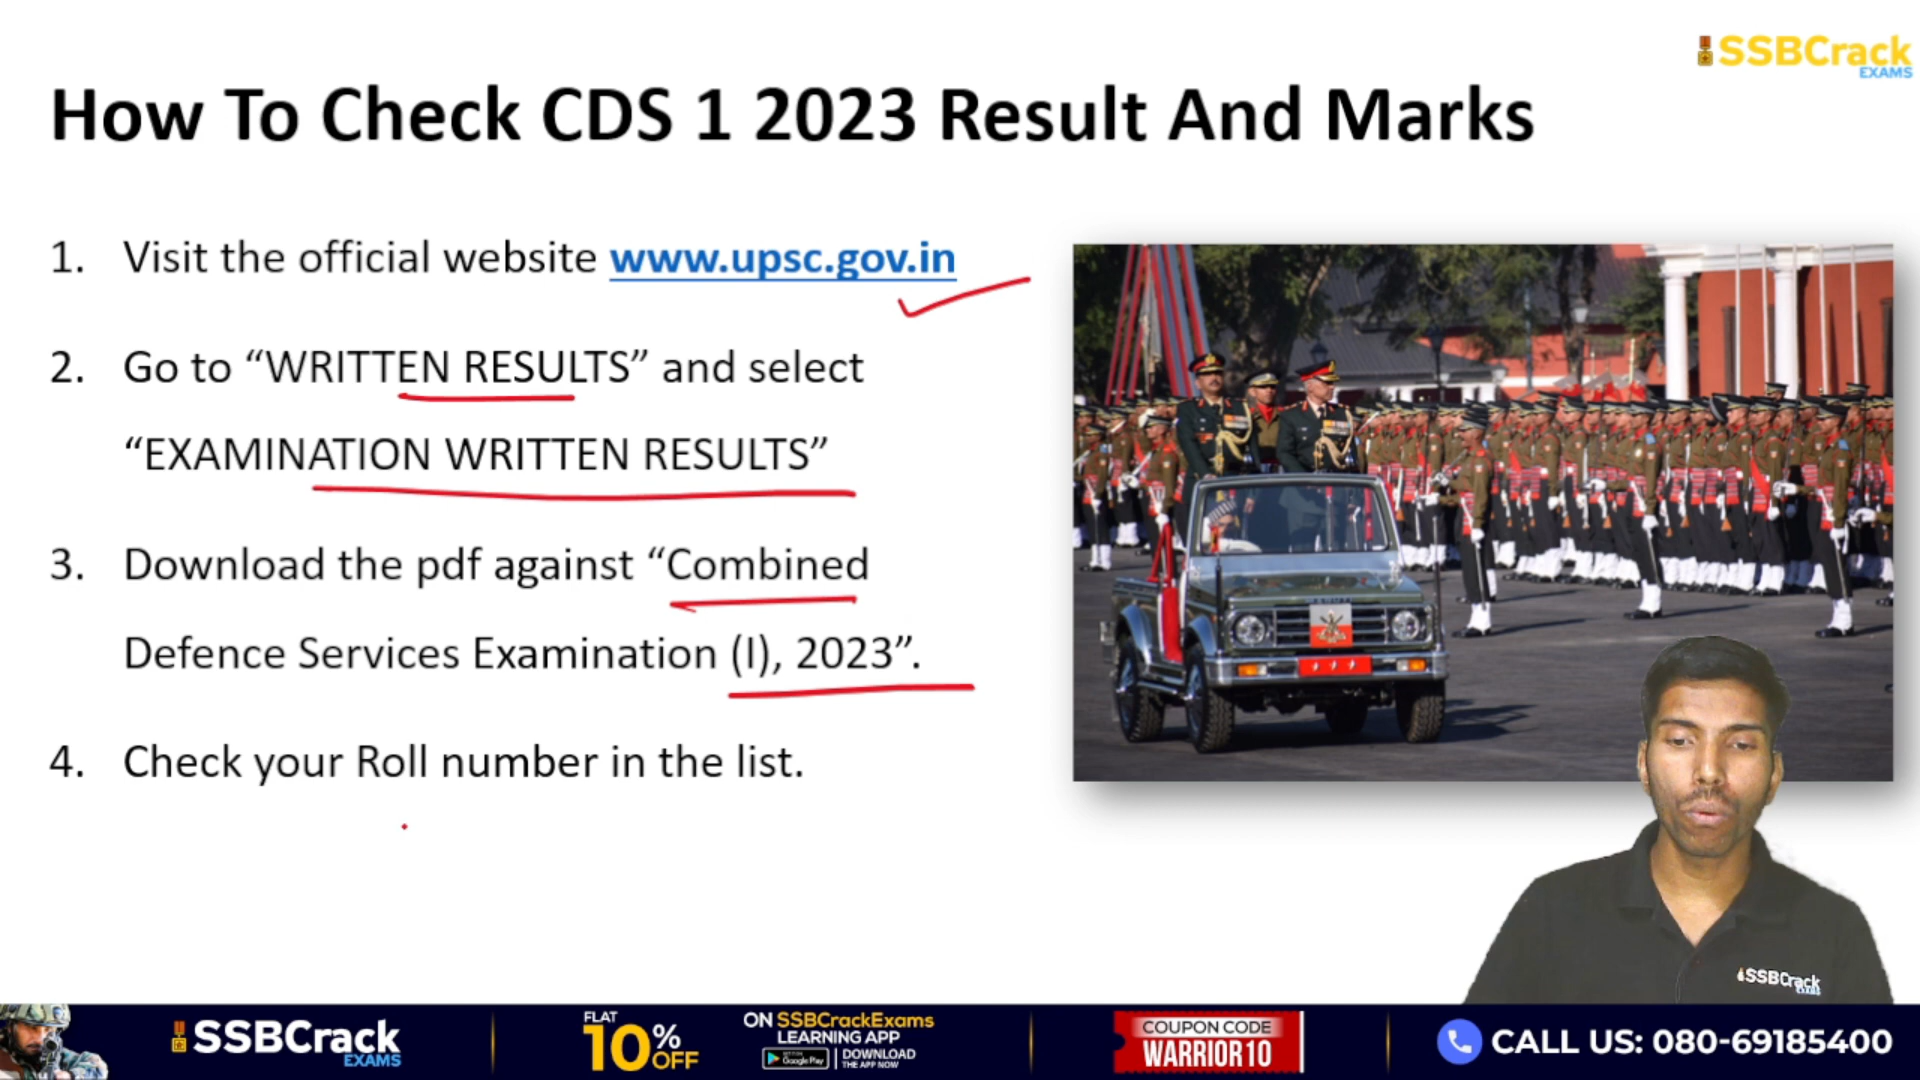 SSBCrack
EXAMS
How To Check CDS 1 2023 Result And Marks
1. Visit the official website www.upsc.gov.in
2. Go to “WRITTEN RESULTS” and select
“EXAMINATION WRITTEN RESULTS”
3. Download the pdf against “Combined
Defence Services Examination (I), 2023”.
4. Check your Roll number in the list.
SSBCrack
EXAMS
SSBCrack
EXAMS
FLAT
10% OFF
ON SSBCrackExams
LEARNING APP
Google Play
DOWNLOAD
THE APP NOW
COUPON CODE
WARRIOR10
CALL US: 080-69185400